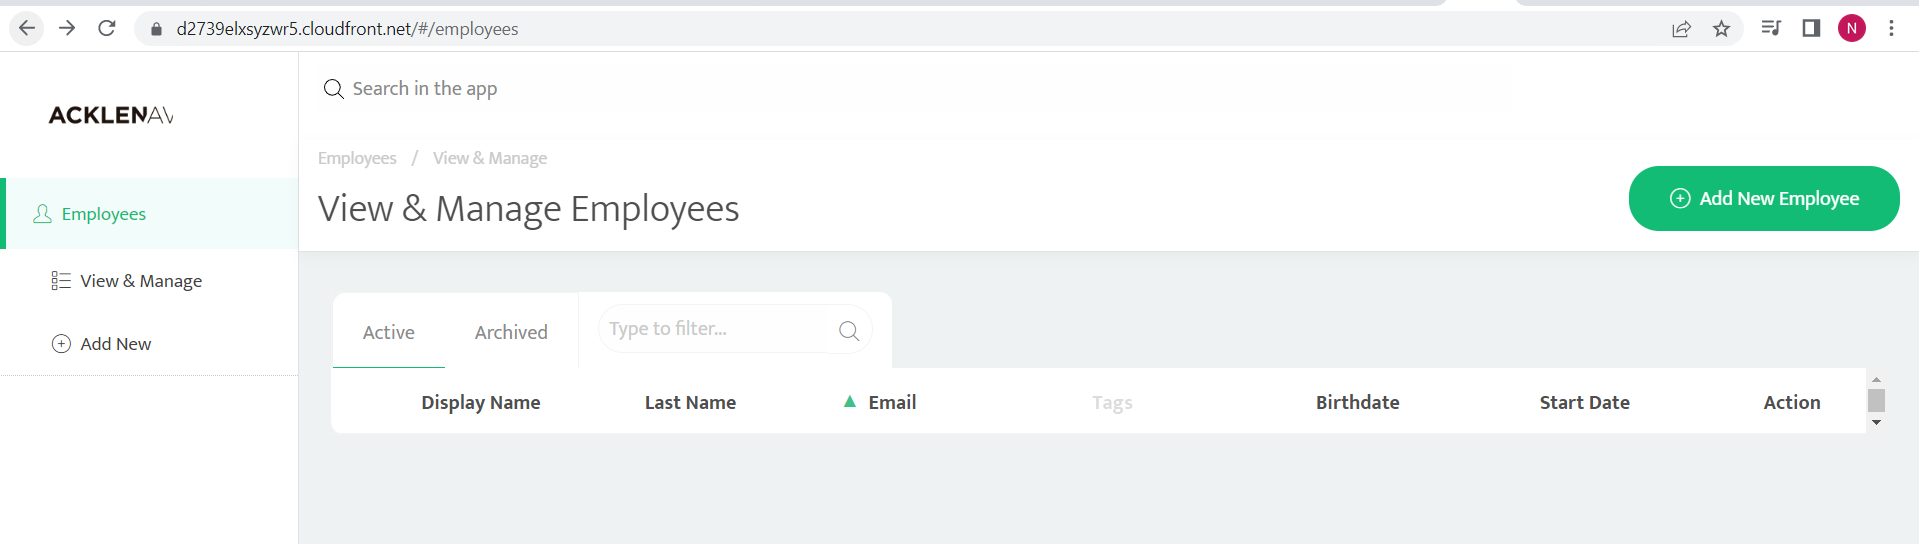 d2739elxsyzwr5.cloudfront.net/#/employees
N
Search in the app
ACKLENAV
Employees / View & Manage
View & Manage Employees
Add New Employee
Employees
View & Manage
Add New
Active Archived Type to filter...
Display Name Last Name Email Tags Birthdate Start Date Action